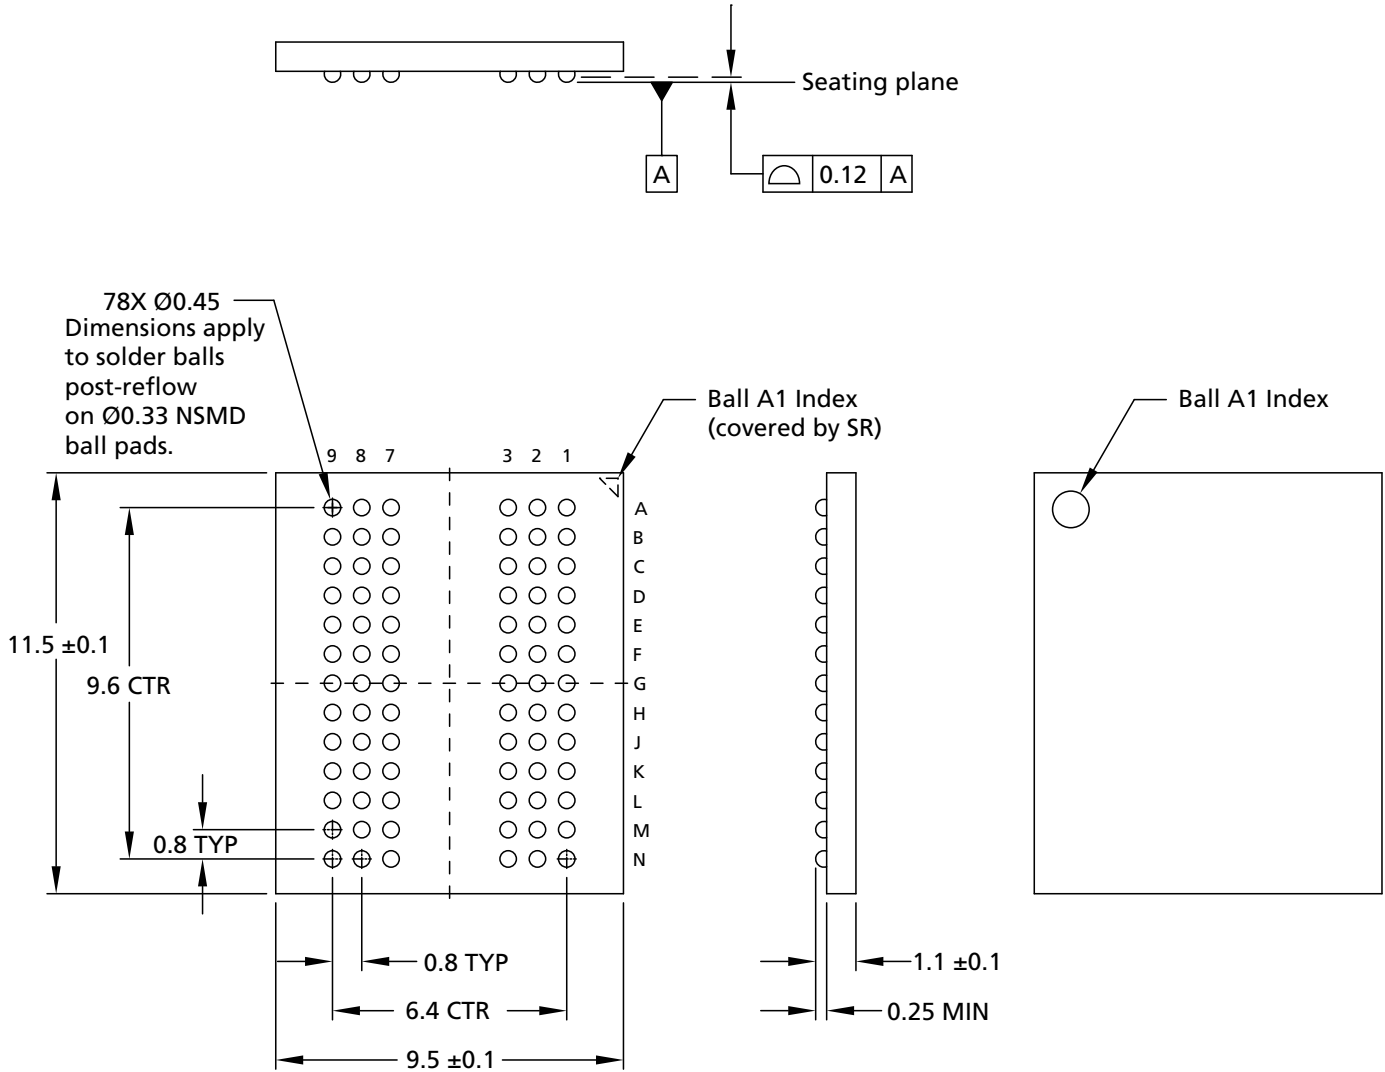 Seating plane
A
0.12 A
78X Ø0.45
Dimensions apply
to solder balls
post-reflow
on Ø0.33 NSMD
ball pads.
Ball A1 Index
(covered by SR)
Ball A1 Index
9 8 7 3 2 1
A
B
C
D
E
F
G
H
J
K
L
M
N
11.5 ±0.1
9.6 CTR
0.8 TYP
0.8 TYP
6.4 CTR
9.5 ±0.1
1.1 ±0.1
0.25 MIN